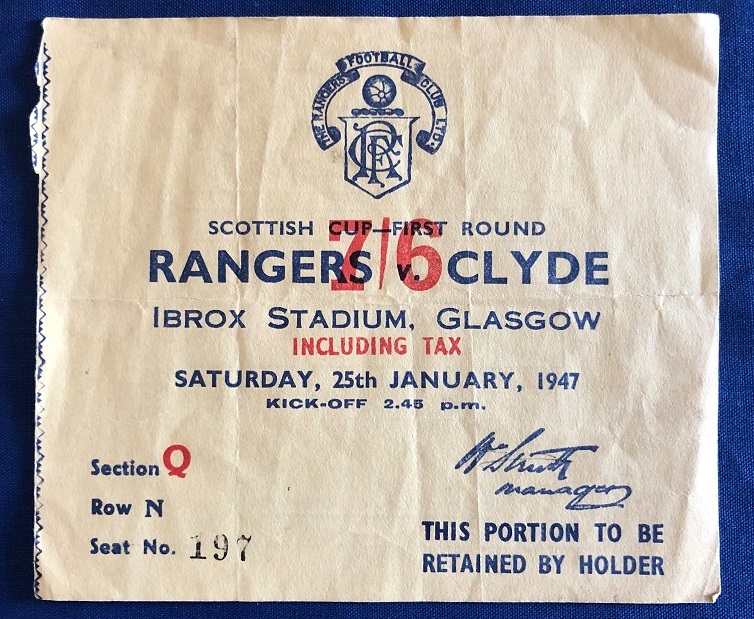 THE RANGERS FOOTBALL CLUB LTD.
RFC
SCOTTISH CUP—FIRST ROUND
7/6
RANGERS v. CLYDE
IBROX STADIUM, GLASGOW
INCLUDING TAX
SATURDAY, 25th JANUARY, 1947
KICK-OFF 2.45 p.m.
Section Q
Row N
Seat No. 197
Wm Struth
manager
THIS PORTION TO BE
RETAINED BY HOLDER